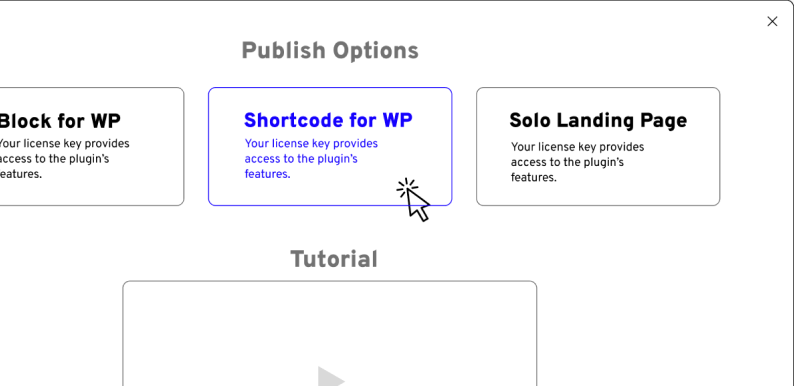 Publish Options
Block for WP
Your license key provides
access to the plugin's
features.
Shortcode for WP
Your license key provides
access to the plugin's
features.
Solo Landing Page
Your license key provides
access to the plugin's
features.
Tutorial